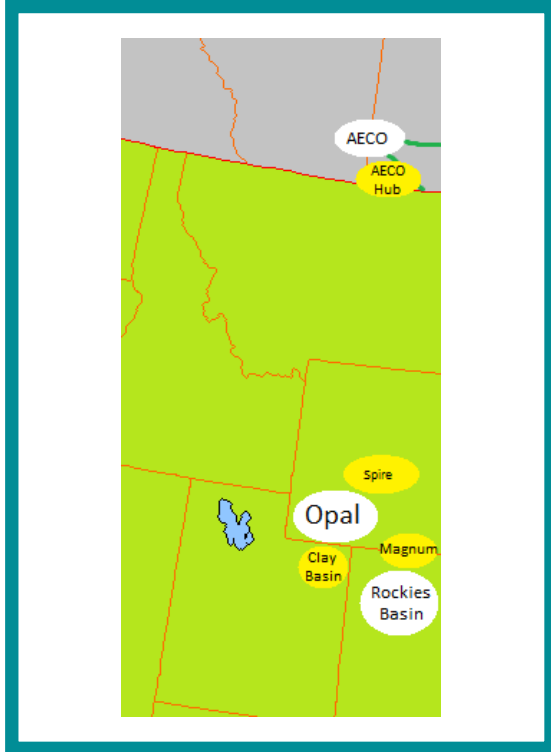 AECO
AECO
Hub
Spire
Opal
Magnum
Clay
Basin
Rockies
Basin